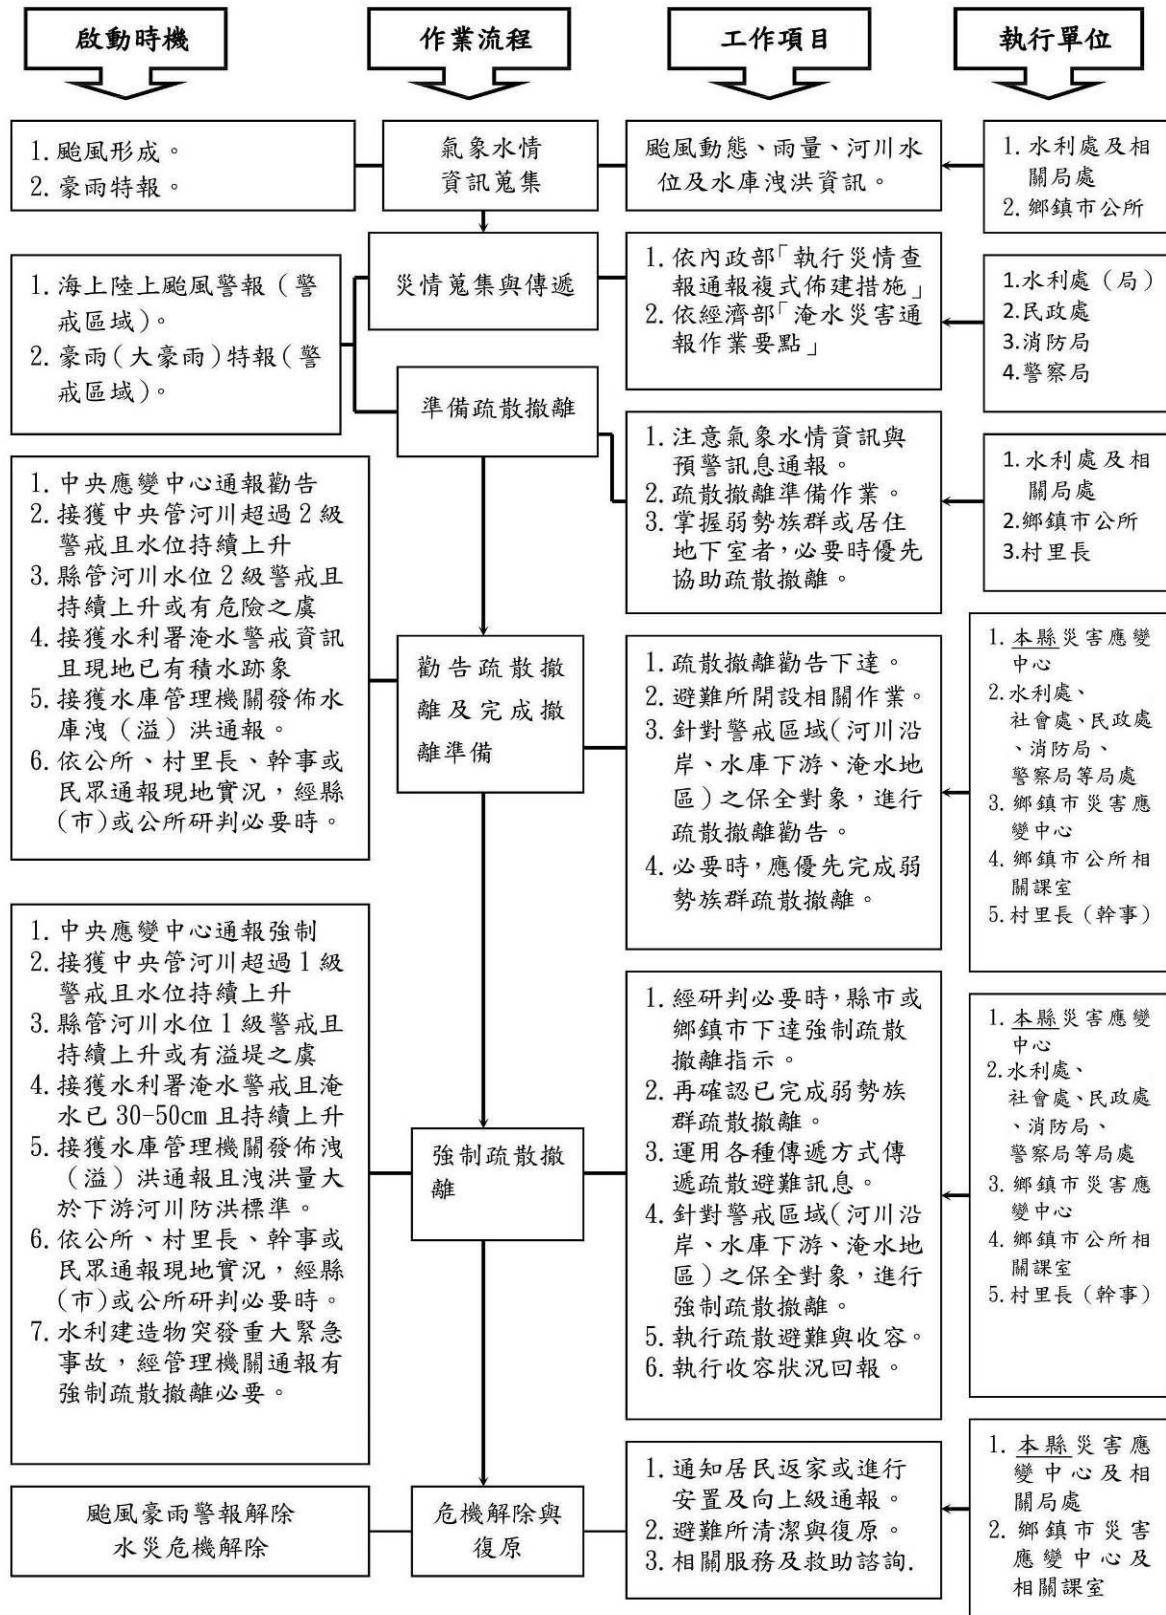 啟動時機
作業流程
工作項目
執行單位
1. 颱風形成。
2. 豪雨特報。
氣象水情
資訊蒐集
颱風動態、雨量、河川水
位及水庫洩洪資訊。
1. 水利處及相
關局處
2. 鄉鎮市公所
1. 海上陸上颱風警報（警
戒區域）。
2. 豪雨(大豪雨)特報(警
戒區域)。
災情蒐集與傳遞
1. 依內政部「執行災情查
報通報複式佈建措施」
2. 依經濟部「淹水災害通
報作業要點」
1.水利處（局）
2.民政處
3.消防局
4.警察局
準備疏散撤離
1. 注意氣象水情資訊與
預警訊息通報。
2. 疏散撤離準備作業。
3. 掌握弱勢族群或居住
地下室者，必要時優先
協助疏散撤離。
1.水利處及相
關局處
2.鄉鎮市公所
3.村里長
1. 中央應變中心通報勸告
2. 接獲中央管河川超過 2 級
警戒且水位持續上升
3. 縣管河川水位 2 級警戒且
持續上升或有危險之虞
4. 接獲水利署淹水警戒資訊
且現地已有積水跡象
5. 接獲水庫管理機關發佈水
庫洩（溢）洪通報。
6. 依公所、村里長、幹事或
民眾通報現地實況，經縣
(市)或公所研判必要時。
勸告疏散撤
離及完成撤
離準備
1. 疏散撤離勸告下達。
2. 避難所開設相關作業。
3. 針對警戒區域(河川沿
岸、水庫下游、淹水地
區)之保全對象，進行
疏散撤離勸告。
4. 必要時，應優先完成弱
勢族群疏散撤離。
1. 本縣災害應變
中心
2.水利處、
社會處、民政處
、消防局、
警察局等局處
3. 鄉鎮市災害應
變中心
4. 鄉鎮市公所相
關課室
5.村里長（幹事）
1. 中央應變中心通報強制
2. 接獲中央管河川超過 1 級
警戒且水位持續上升
3. 縣管河川水位 1 級警戒且
持續上升或有溢堤之虞
4. 接獲水利署淹水警戒且淹
水已 30-50cm 且持續上升
5. 接獲水庫管理機關發佈洩
（溢）洪通報且洩洪量大
於下游河川防洪標準。
6. 依公所、村里長、幹事或
民眾通報現地實況，經縣
(市)或公所研判必要時。
7. 水利建造物突發重大緊急
事故，經管理機關通報有
強制疏散撤離必要。
強制疏散撤
離
1. 經研判必要時，縣市或
鄉鎮市下達強制疏散
撤離指示。
2. 再確認已完成弱勢族
群疏散撤離。
3. 運用各種傳遞方式傳
遞疏散避難訊息。
4. 針對警戒區域(河川沿
岸、水庫下游、淹水地
區)之保全對象，進行
強制疏散撤離。
5. 執行疏散避難與收容。
6. 執行收容狀況回報。
1. 本縣災害應變
中心
2.水利處、
社會處、民政處
、消防局、
警察局等局處
3. 鄉鎮市災害應
變中心
4. 鄉鎮市公所相
關課室
5.村里長（幹事）
颱風豪雨警報解除
水災危機解除
危機解除與
復原
1. 通知居民返家或進行
安置及向上級通報。
2. 避難所清潔與復原。
3. 相關服務及救助諮詢.
1. 本縣災害應
變中心及相
關局處
2. 鄉鎮市災害
應變中心及
相關課室